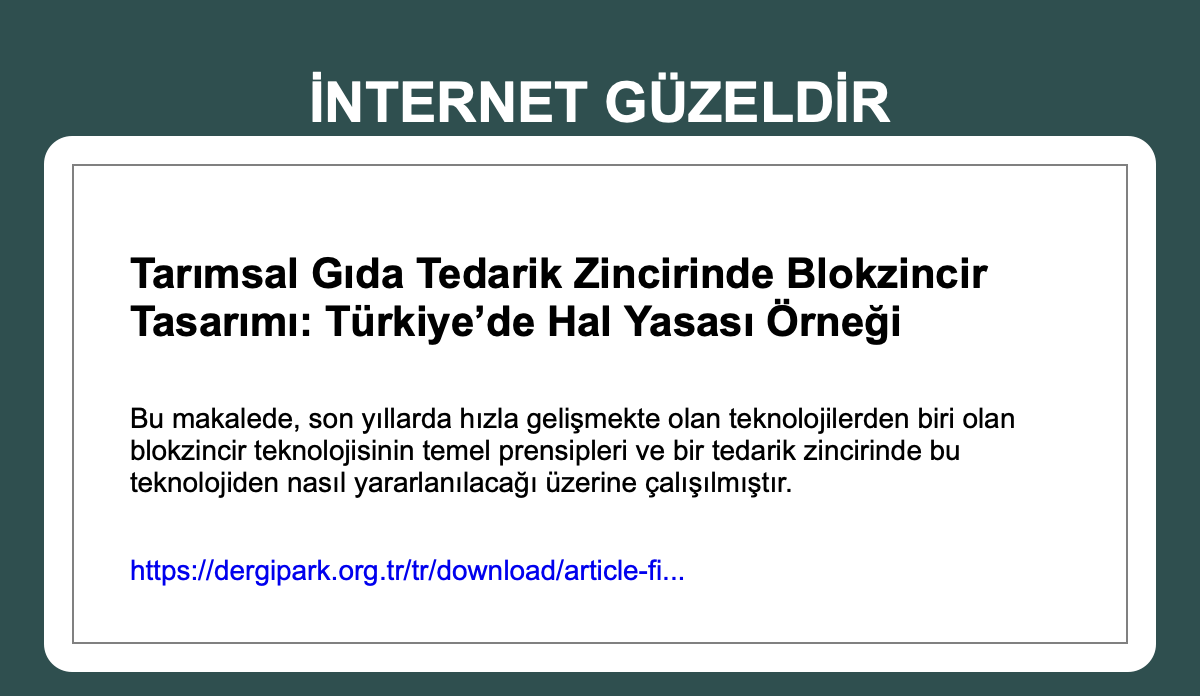 İNTERNET GÜZELDİR
Tarımsal Gıda Tedarik Zincirinde Blokzincir
Tasarımı: Türkiye’de Hal Yasası Örneği
Bu makalede, son yıllarda hızla gelişmekte olan teknolojilerden biri olan
blokzincir teknolojisinin temel prensipleri ve bir tedarik zincirinde bu
teknolojiden nasıl yararlanılacağı üzerine çalışılmıştır.
https://dergipark.org.tr/tr/download/article-fi...